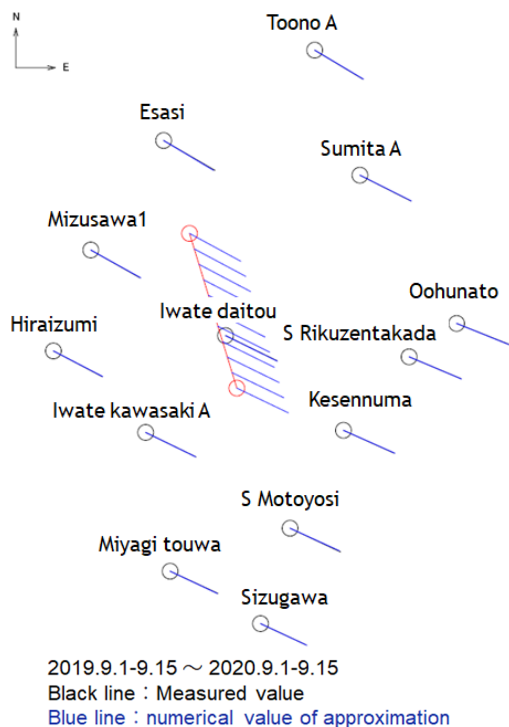 N
E
Toono A
Esasi
Sumita A
Mizusawa1
Oohunato
Iwate daitou
Hiraizumi
S Rikuzentakada
Kesennuma
Iwate kawasaki A
S Motoyosi
Miyagi touwa
Sizugawa
2019.9.1-9.15 ～ 2020.9.1-9.15
Black line：Measured value
Blue line：numerical value of approximation